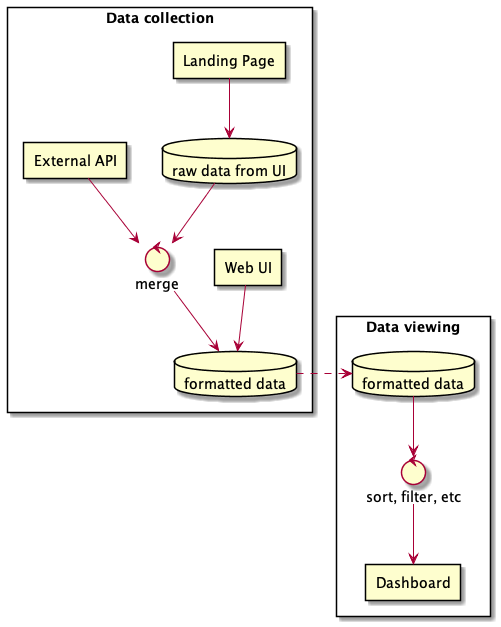 Data collection
Landing Page
External API
raw data from UI
merge
Web UI
formatted data
Data viewing
formatted data
sort, filter, etc
Dashboard